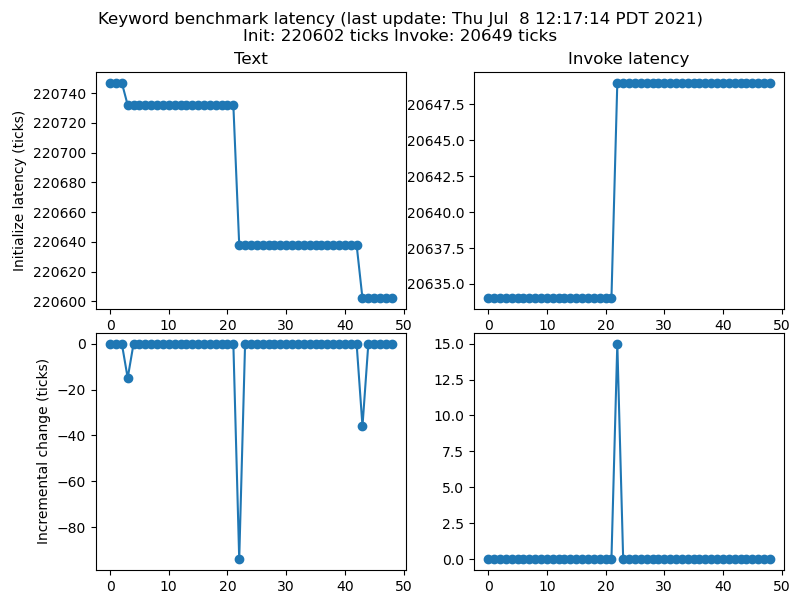 Keyword benchmark latency (last update: Thu Jul  8 12:17:14 PDT 2021)
Init: 220602 ticks Invoke: 20649 ticks
Text
Initialize latency (ticks)
220740
220720
220700
220680
220660
220640
220620
220600
0 10 20 30 40 50
Invoke latency
20647.5
20645.0
20642.5
20640.0
20637.5
20635.0
0 10 20 30 40 50
Incremental change (ticks)
0
−20
−40
−60
−80
0 10 20 30 40 50
15.0
12.5
10.0
7.5
5.0
2.5
0.0
0 10 20 30 40 50